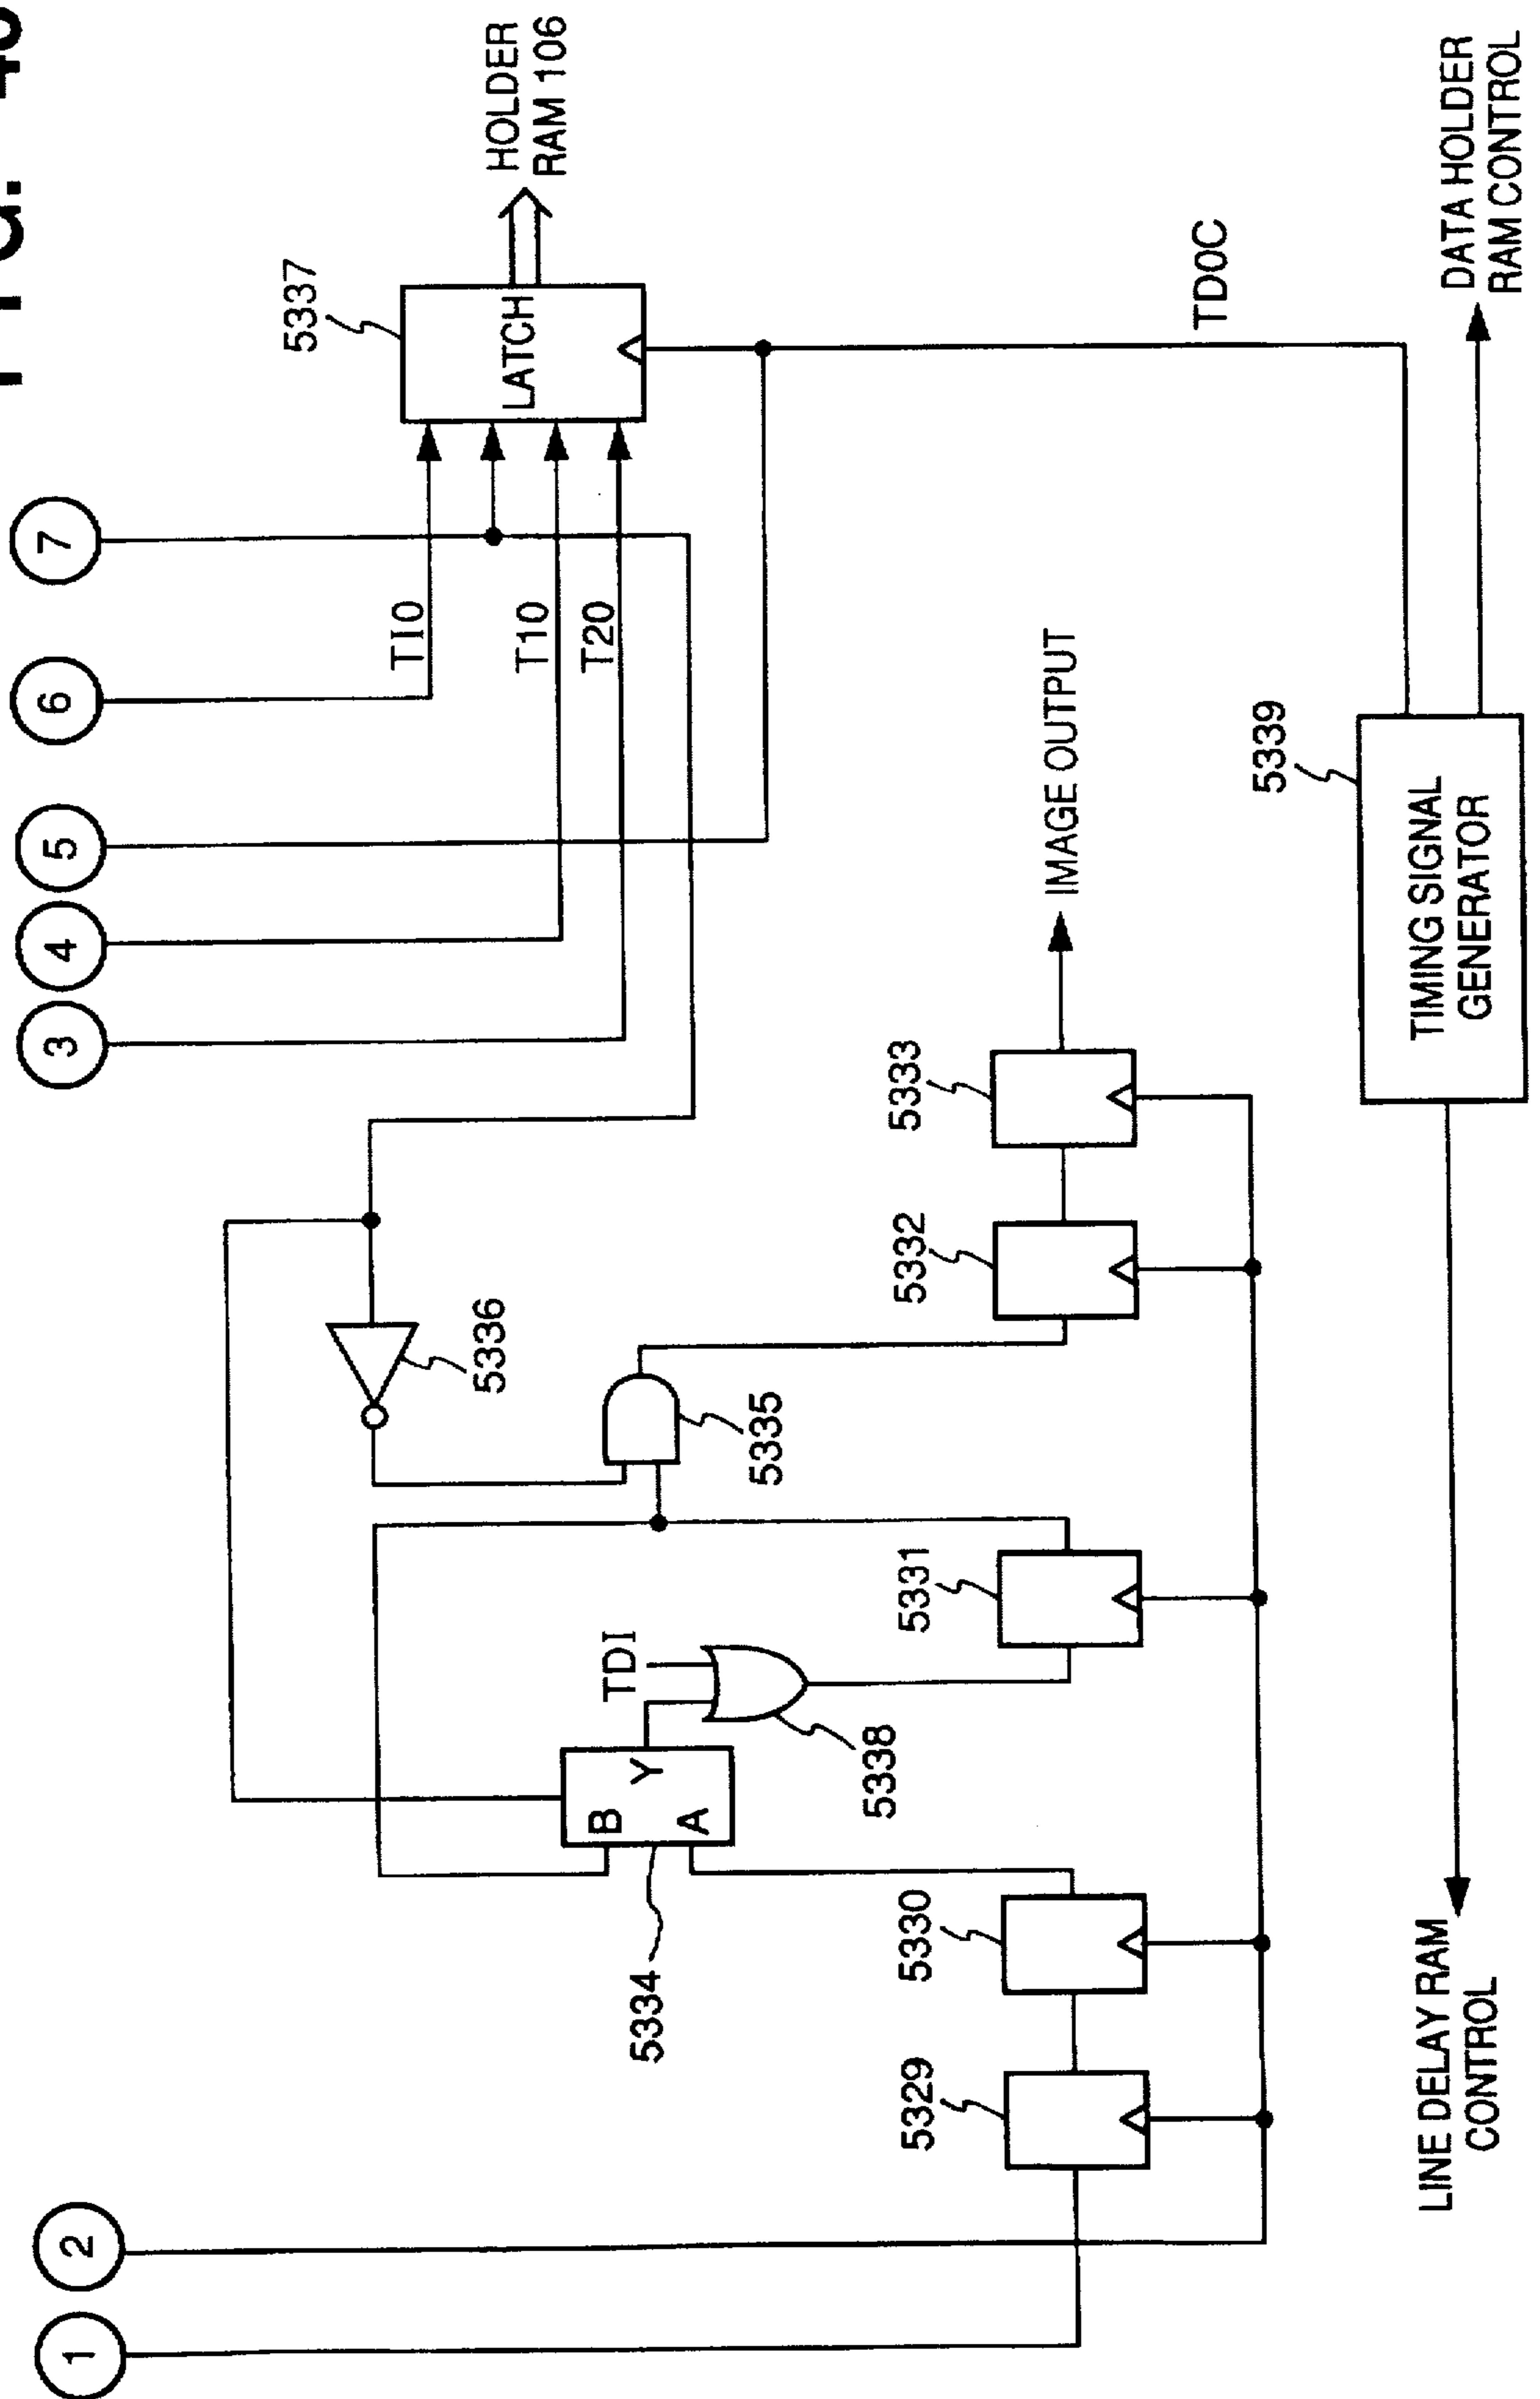 1
2
3
4
5
6
7
5337
LATCH
HOLDER
RAM 106
TI0
T10
T20
5336
5335
TDI
B
Y
A
5334
5338
5329
5330
5331
5332
5333
IMAGE OUTPUT
TD0C
5339
TIMING SIGNAL
GENERATOR
LINE DELAY RAM
CONTROL
DATA HOLDER
RAM CONTROL